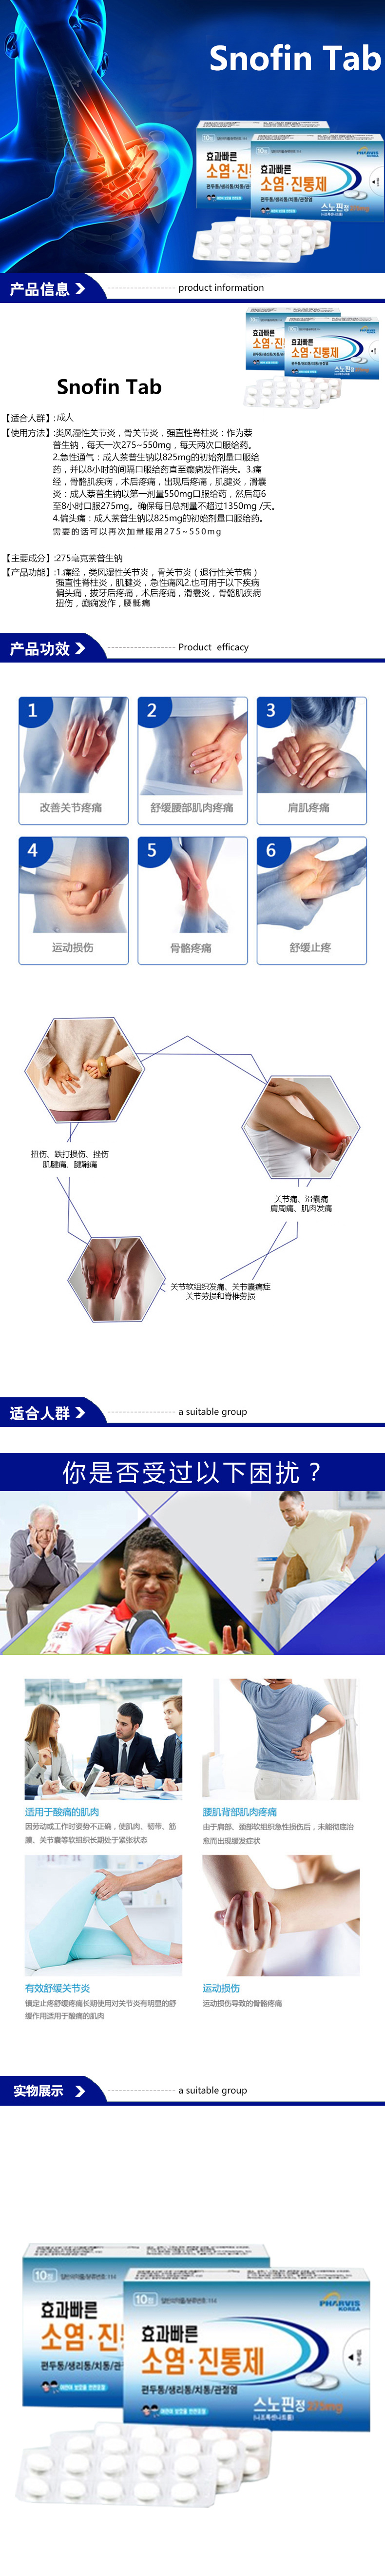 Snofin Tab
10정
PHARVIS
KOREA
효과빠른
소염·진통제
편두통/생리통/치통/관절염
스노핀정
产品信息
product information
Snofin Tab
【适合人群】:成人
【使用方法】:类风湿性关节炎，骨关节炎，强直性脊柱炎：作为萘
普生钠，每天一次275~550mg，每天两次口服给药。
2.急性通气：成人萘普生钠以825mg的初始剂量口服给
药，并以8小时的间隔口服给药直至癫病发作消失。3.痛
经，骨骼肌疾病，术后疼痛，出现后疼痛，肌腱炎，滑囊
炎：成人萘普生钠以第一剂量550mg口服给药，然后每6
至8小时口服275mg。确保每日总剂量不超过1350mg /天。
4.偏头痛：成人萘普生钠以825mg的初始剂量口服给药。
需要的话可以再次加量服用275~550mg
【主要成分】:275毫克萘普生钠
【产品功能】:1.痛经，类风湿性关节炎，骨关节炎（退行性关节病）
强直性脊柱炎，肌腱炎，急性痛风2.也可用于以下疾病
偏头痛，拔牙后疼痛，术后疼痛，滑囊炎，骨骼肌疾病
扭伤，癫痫发作，腰骶痛
产品功效
Product efficacy
1
2
3
改善关节疼痛
舒缓腰部肌肉疼痛
肩肌疼痛
4
5
6
运动损伤
骨骼疼痛
舒缓止疼
扭伤、跌打损伤、挫伤
肌腱痛、腱鞘痛
关节痛、滑囊痛
肩周痛、肌肉发痛
关节软组织发痛、关节囊痛症
关节劳损和脊椎劳损
适合人群
a suitable group
你是否受过以下困扰？
适用于酸痛的肌肉
因劳动或工作时姿势不正确，使肌肉、韧带、筋
膜、关节囊等软组织长期处于紧张状态
腰肌背部肌肉疼痛
由于肩部、颈部软组织急性损伤后，未能彻底治
愈而出现缓发症状
有效舒缓关节炎
镇定止疼舒缓疼痛长期使用对关节炎有明显的舒
缓作用适用于酸痛的肌肉
运动损伤
运动损伤导致的骨骼疼痛
实物展示
a suitable group
10정
일반의약품/분류번호: 114
PHARVIS
KOREA
효과빠른
소염·진통제
편두통/생리통/치통/관절염
스노핀정 275mg
(나프록센나트륨)